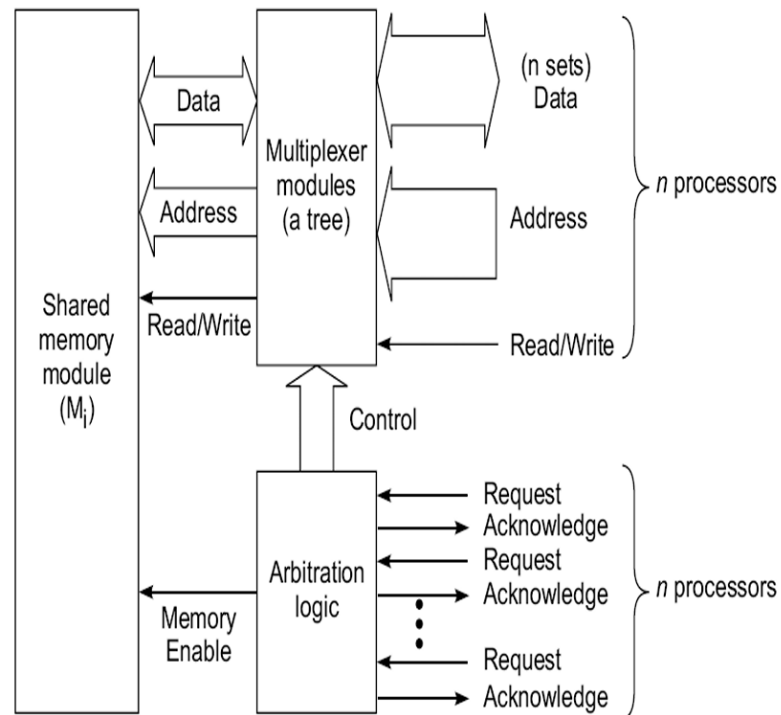 Shared
memory
module
(Mi)
Data
Address
Read/Write
Multiplexer
modules
(a tree)
(n sets)
Data
Address
Read/Write
n processors
Control
Memory
Enable
Arbitration
logic
Request
Acknowledge
Request
Acknowledge
Request
Acknowledge
n processors